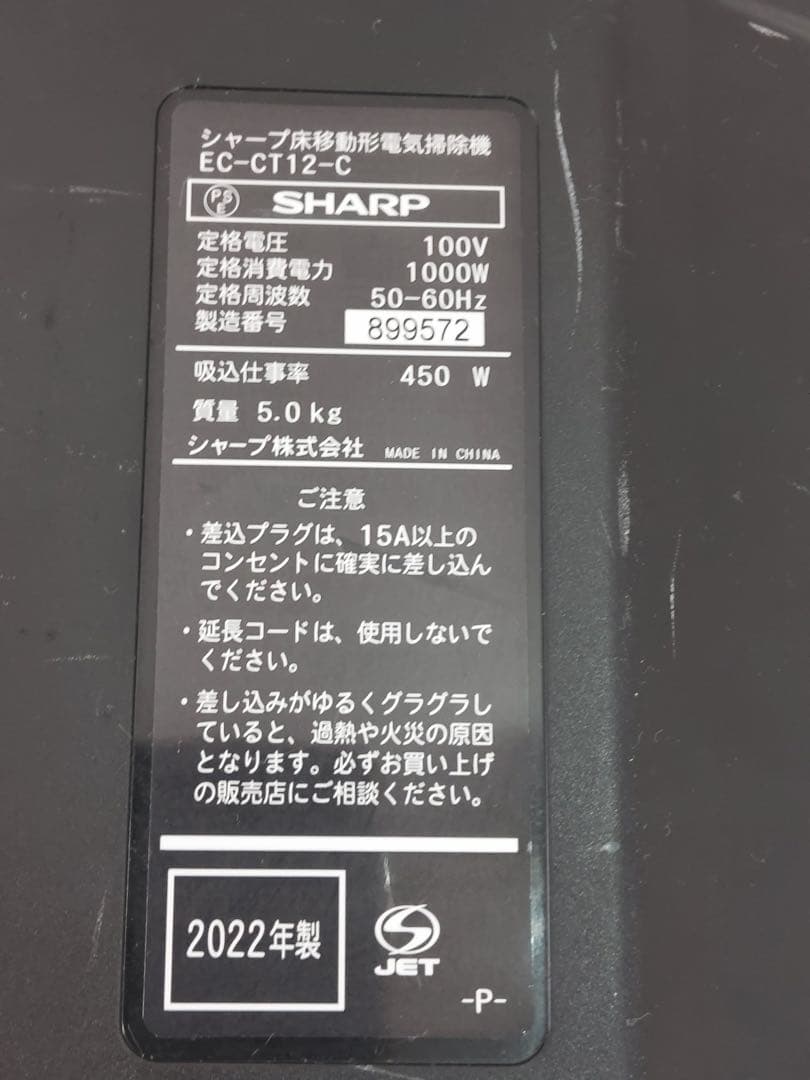 シャープ床移動形電気掃除機
EC-CT12-C
PSE SHARP
定格電圧 100V
定格消費電力 1000W
定格周波数 50-60Hz
製造番号 899572
吸込仕事率 450 W
質量 5.0kg
シャープ株式会社 MADE IN CHINA
ご注意
・差込プラグは、15A以上の
コンセントに確実に差し込ん
でください。
・延長コードは、使用しないで
ください。
・差し込みがゆるくグラグラし
ていると、過熱や火災の原因
となります。必ずお買い上げ
の販売店にご相談ください。
2022年製
JET
-P-